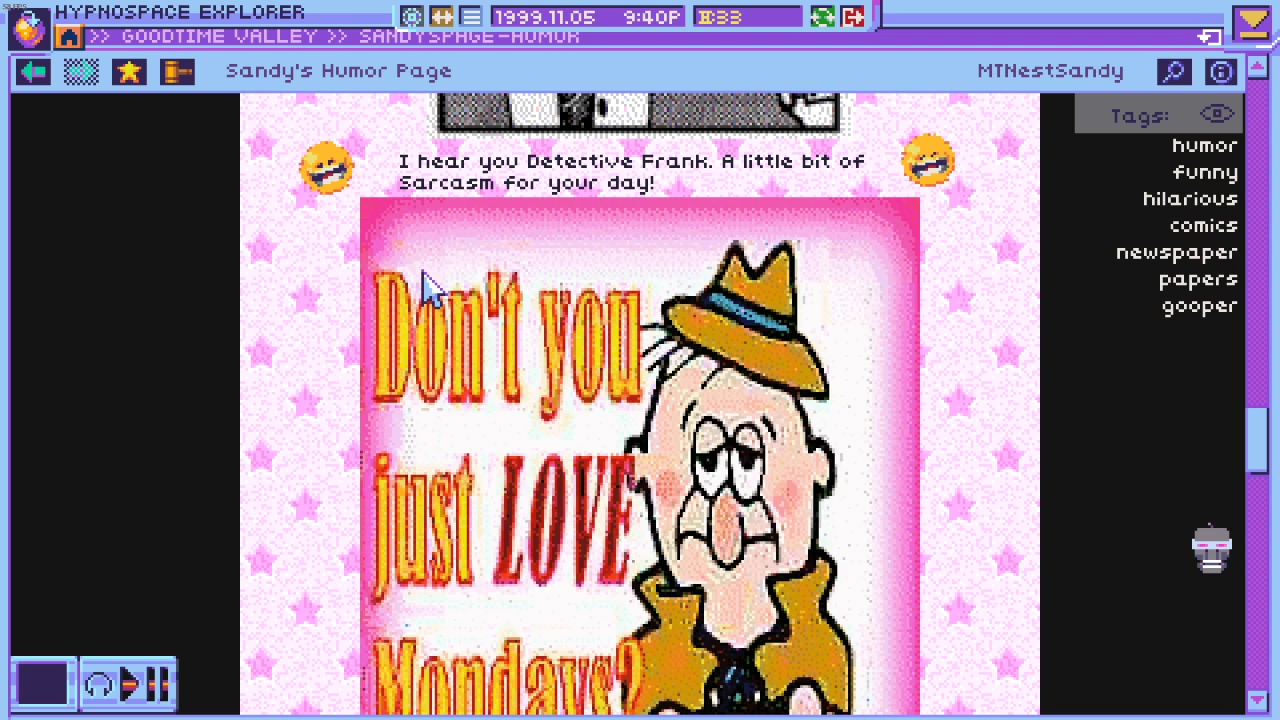 HYPNOSPACE EXPLORER
1999.11.05 9:40P
33
>> GOODTIME VALLEY >> SANDYSPAGE-HUMOR
Sandy's Humor Page
MTNestSandy
Tags:
humor
funny
hilarious
comics
newspaper
papers
gooper
I hear you Detective Frank. A little bit of
Sarcasm for your day!
Don't you
just LOVE
Mondays?